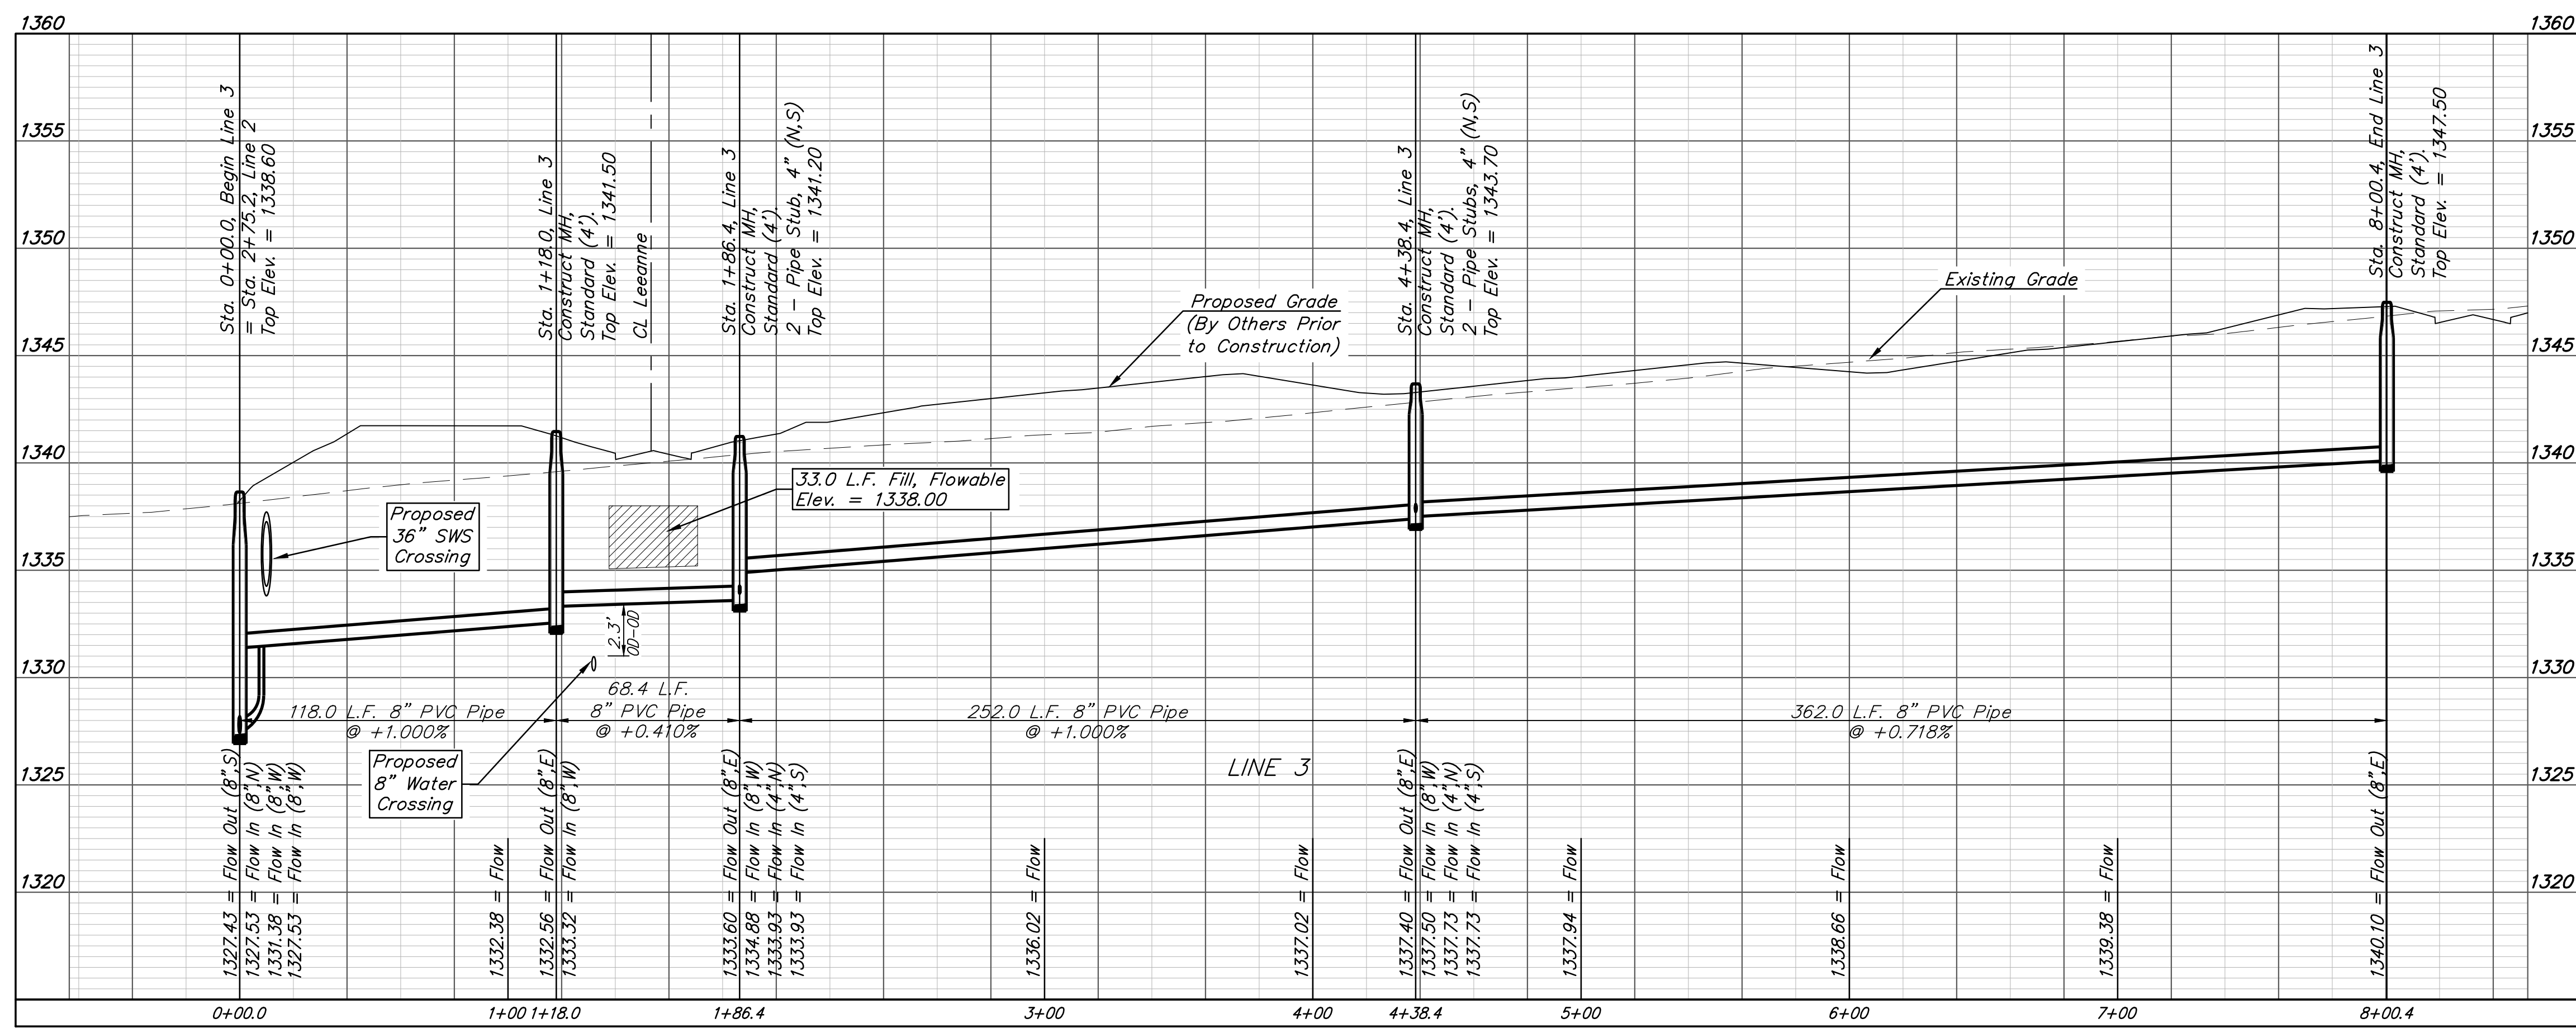 1360
1355
1350
1345
1340
1335
1330
1325
1320
Sta. 0+00.0, Begin Line 3
= Sta. 2+75.2, Line 2
Top Elev. = 1338.60
Sta. 1+18.0, Line 3
Construct MH,
Standard (4').
Top Elev. = 1341.50
CL Leeanne
Sta. 1+86.4, Line 3
Construct MH,
Standard (4').
2 - Pipe Stub, 4" (N,S)
Top Elev. = 1341.20
Sta. 4+38.4, Line 3
Construct MH,
Standard (4').
2 - Pipe Stubs, 4" (N,S)
Top Elev. = 1343.70
Sta. 8+00.4, End Line 3
Construct MH,
Standard (4').
Top Elev. = 1347.50
Proposed Grade
(By Others Prior
to Construction)
Existing Grade
33.0 L.F. Fill, Flowable
Elev. = 1338.00
Proposed
36" SWS
Crossing
2.3'
OD-OD
118.0 L.F. 8" PVC Pipe
@ +1.000%
68.4 L.F.
8" PVC Pipe
@ +0.410%
252.0 L.F. 8" PVC Pipe
@ +1.000%
362.0 L.F. 8" PVC Pipe
@ +0.718%
Proposed
8" Water
Crossing
LINE 3
1327.43 = Flow Out (8",S)
1327.53 = Flow In (8",N)
1331.38 = Flow In (8",W)
1327.53 = Flow In (8",W)
1332.38 = Flow
1332.56 = Flow Out (8",E)
1333.32 = Flow In (8",W)
1333.60 = Flow Out (8",E)
1334.88 = Flow In (8",W)
1333.93 = Flow In (4",N)
1333.93 = Flow In (4",S)
1336.02 = Flow
1337.02 = Flow
1337.40 = Flow Out (8",E)
1337.50 = Flow In (8",W)
1337.73 = Flow In (4",N)
1337.73 = Flow In (4",S)
1337.94 = Flow
1338.66 = Flow
1339.38 = Flow
1340.10 = Flow Out (8",E)
0+00.0
1+00
1+18.0
1+86.4
3+00
4+00
4+38.4
5+00
6+00
7+00
8+00.4
1360
1355
1350
1345
1340
1335
1330
1325
1320